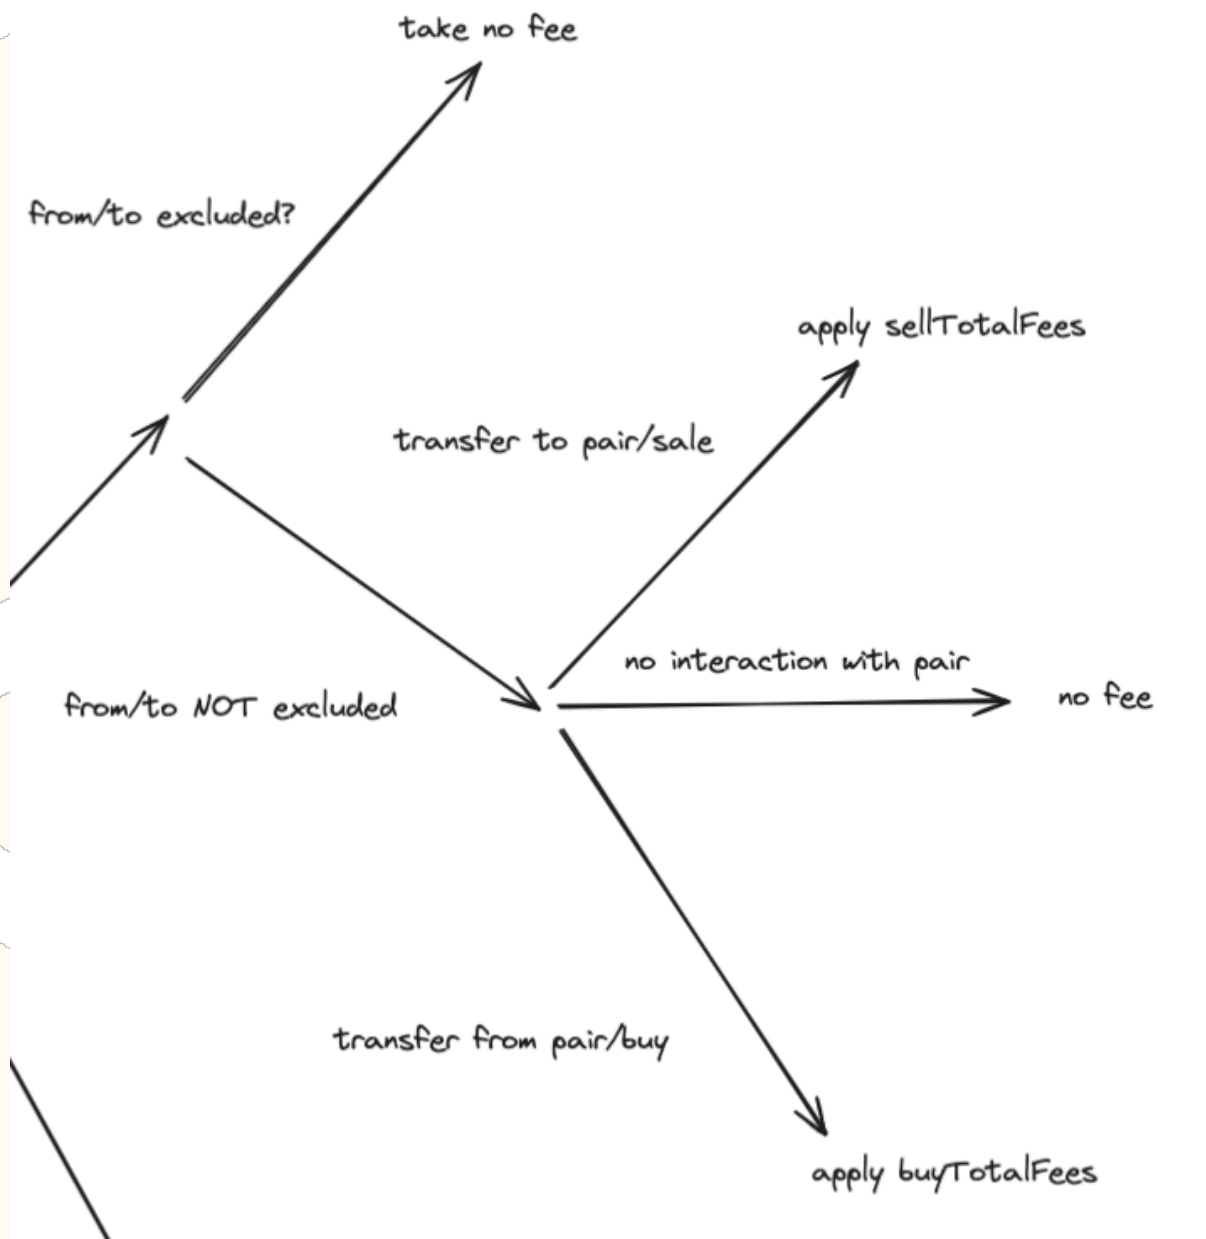 take no fee
from/to excluded?
apply sellTotalFees
transfer to pair/sale
no interaction with pair
no fee
from/to NOT excluded
transfer from pair/buy
apply buyTotalFees